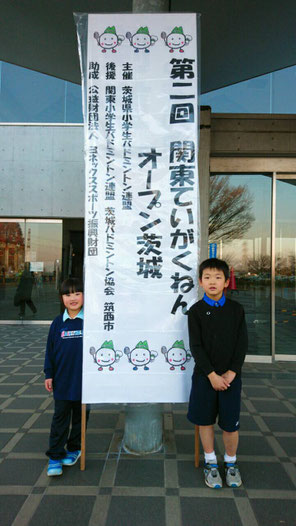 第二回 関東ていがくねん
オープン茨城
主催 茨城県小学生バドミントン連盟
後援 関東小学生バドミントン連盟 茨城バドミントン協会 筑西市
助成 公益財団法人 ヨネックススポーツ振興財団